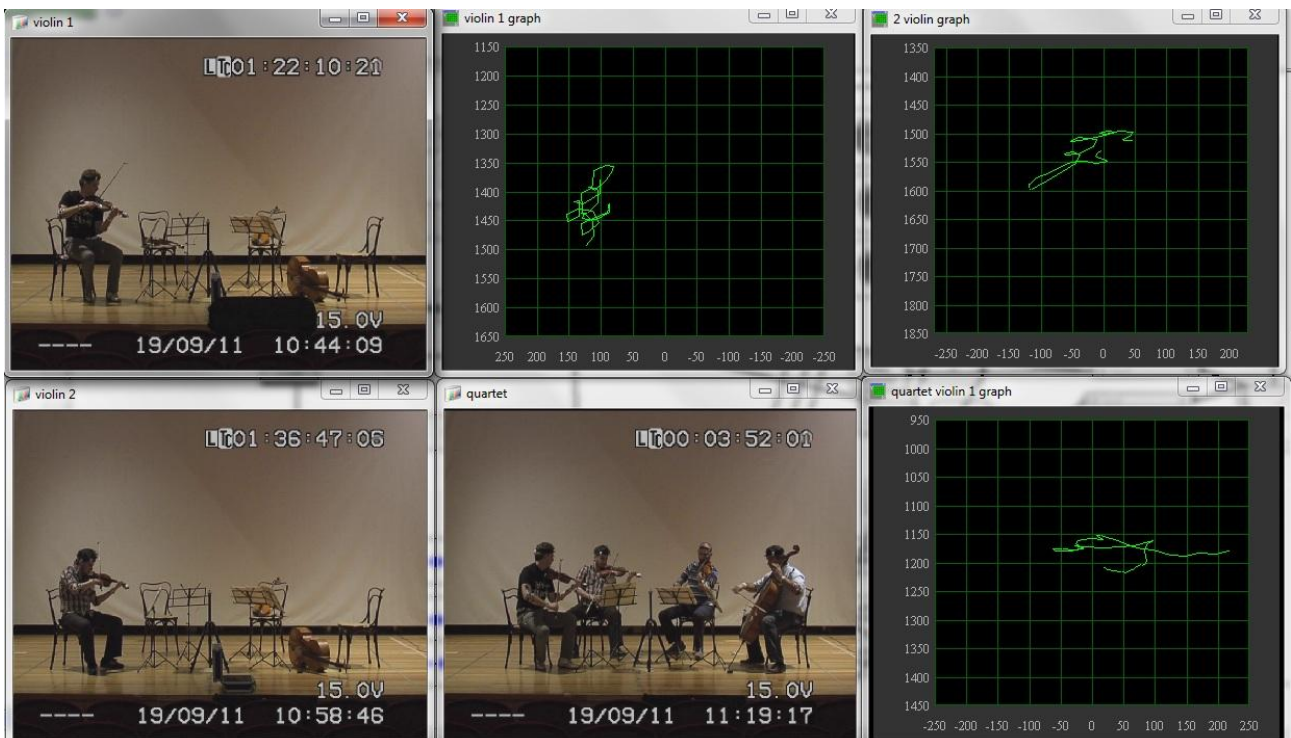 violin 1
LTC01:22:10:21
15.0V
---- 19/09/11 10:44:09
violin 1 graph
1150
1200
1250
1300
1350
1400
1450
1500
1550
1600
1650
250 200 150 100 50 0 -50 -100 -150 -200 -250
2 violin graph
1350
1400
1450
1500
1550
1600
1650
1700
1750
1800
1850
-250 -200 -150 -100 -50 0 50 100 150 200
violin 2
LTC01:36:47:05
15.0V
---- 19/09/11 10:58:46
quartet
LTC00:03:52:01
15.0V
---- 19/09/11 11:19:17
quartet violin 1 graph
950
1000
1050
1100
1150
1200
1250
1300
1350
1400
1450
-250 -200 -150 -100 -50 0 50 100 150 200 250